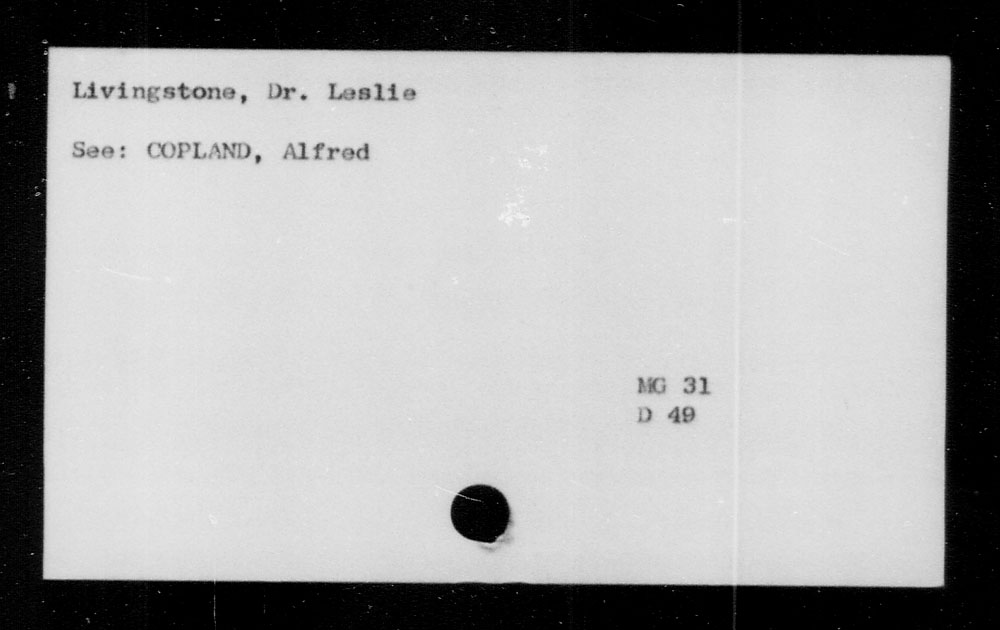 Livingstone, Dr. Leslie
See: COPLAND, Alfred
MG 31
D 49